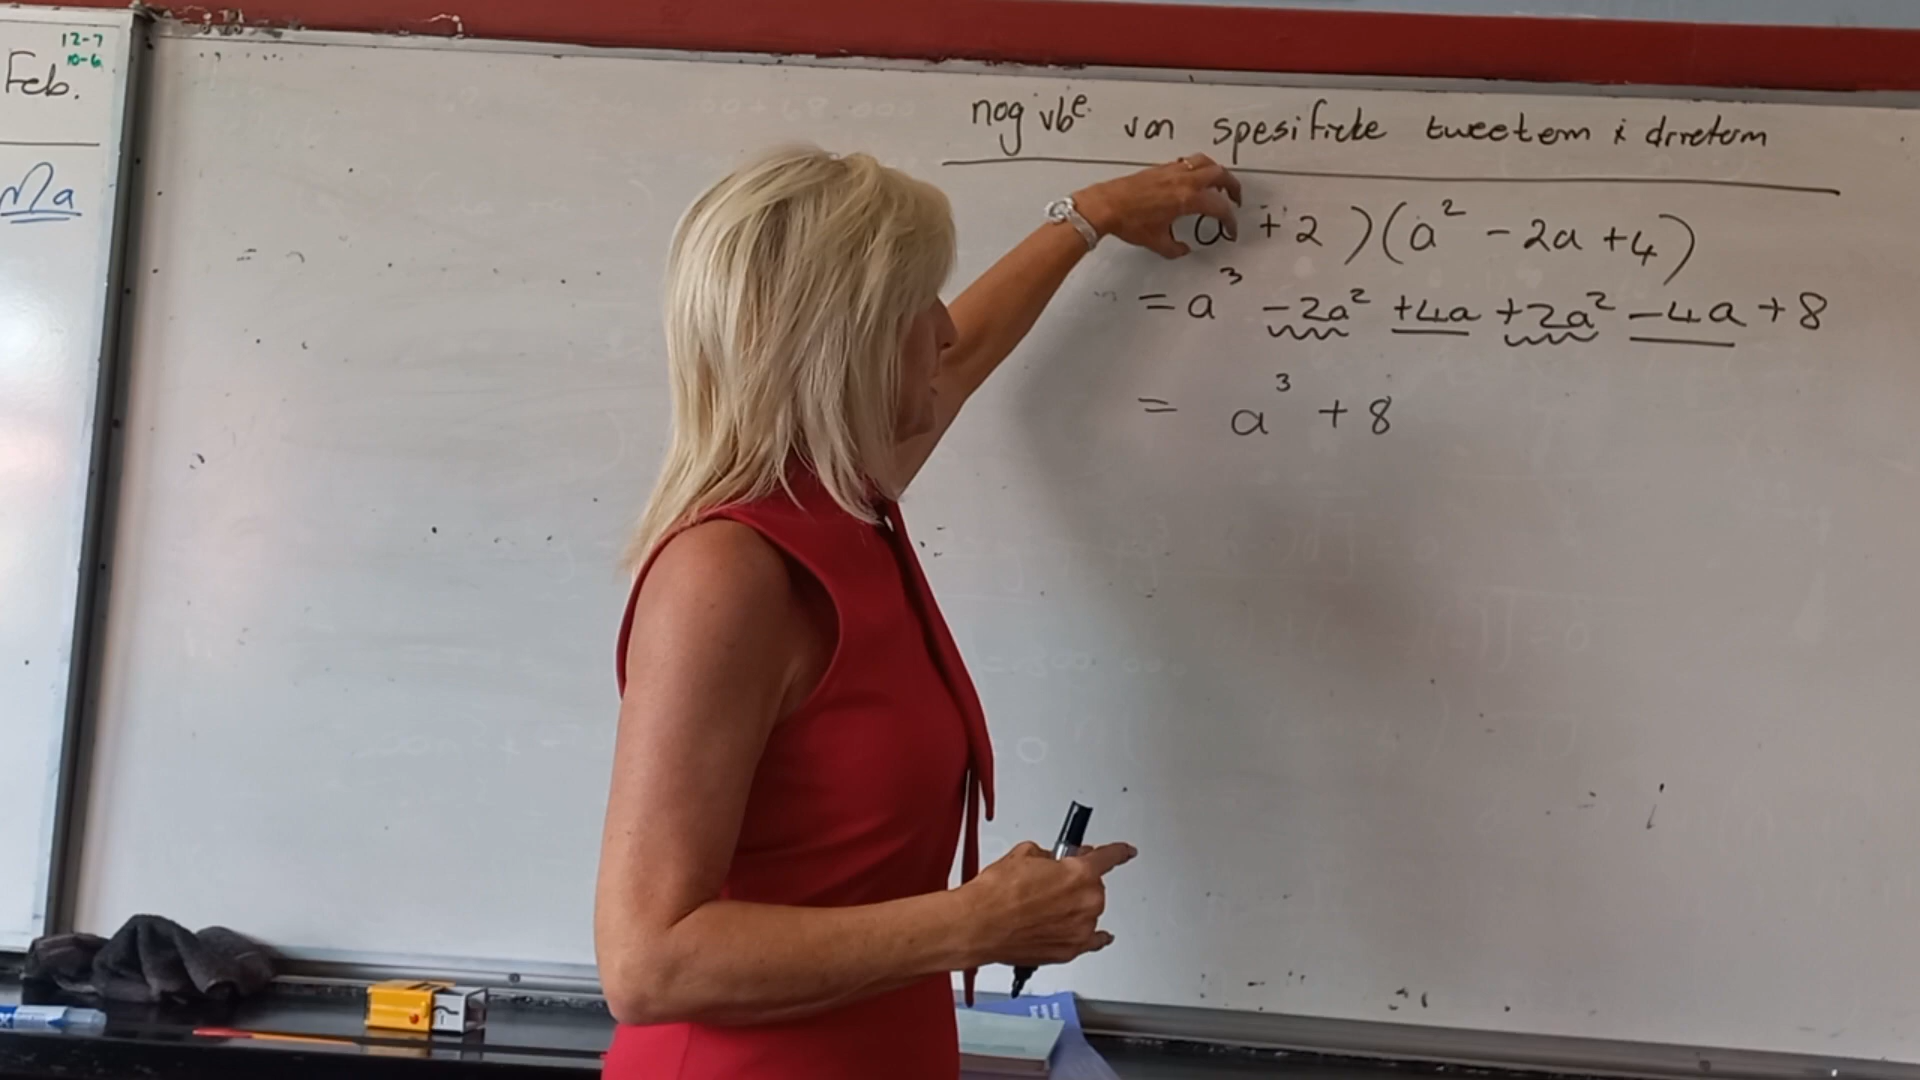 12-7
10-6
Feb.
Ma
nog vbe. van spesifieke tweeterm x drieterm
(a + 2)(a² - 2a + 4)
= a³ - 2a² + 4a + 2a² - 4a + 8
= a³ + 8